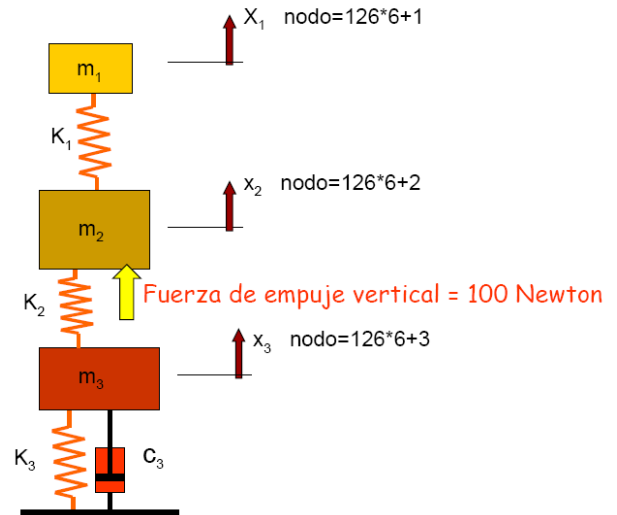 X₁ nodo=126*6+1
m₁
K₁
x₂ nodo=126*6+2
m₂
Fuerza de empuje vertical = 100 Newton
K₂
x₃ nodo=126*6+3
m₃
K₃ c₃